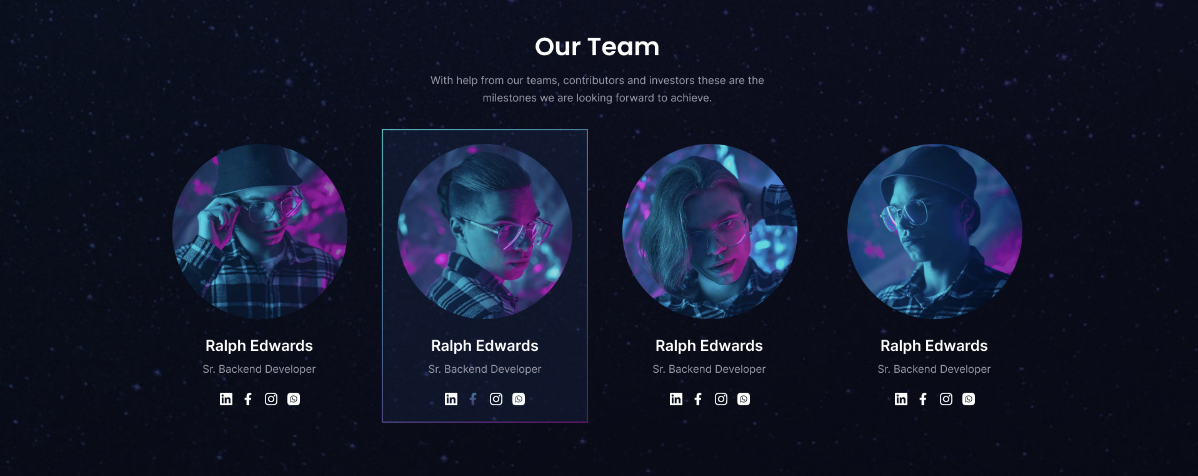 Our Team
With help from our teams, contributors and investors these are the
milestones we are looking forward to achieve.
Ralph Edwards
Sr. Backend Developer
Ralph Edwards
Sr. Backend Developer
Ralph Edwards
Sr. Backend Developer
Ralph Edwards
Sr. Backend Developer